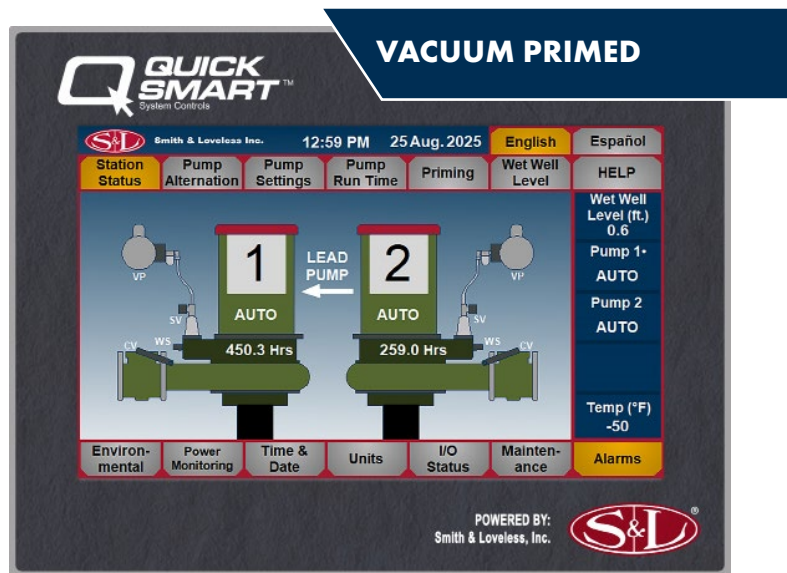 VACUUM PRIMED
QUICK
SMART™
System Controls
S&L Smith & Loveless Inc. 12:59 PM 25 Aug. 2025 English Español
Station Status
Pump Alternation
Pump Settings
Pump Run Time
Priming
Wet Well Level
HELP
Wet Well
Level (ft.)
0.6
Pump 1•
AUTO
Pump 2
AUTO
Temp (°F)
-50
1
LEAD
PUMP
2
VP
VP
AUTO
AUTO
SV
SV
CV
WS
WS
CV
450.3 Hrs
259.0 Hrs
Environ-
mental
Power
Monitoring
Time &
Date
Units
I/O
Status
Mainten-
ance
Alarms
POWERED BY:
Smith & Loveless, Inc.
S&L®